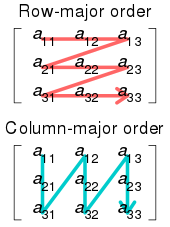 Row-major order
a11 a12 a13
a21 a22 a23
a31 a32 a33
Column-major order
a11 a12 a13
a21 a22 a23
a31 a32 a33